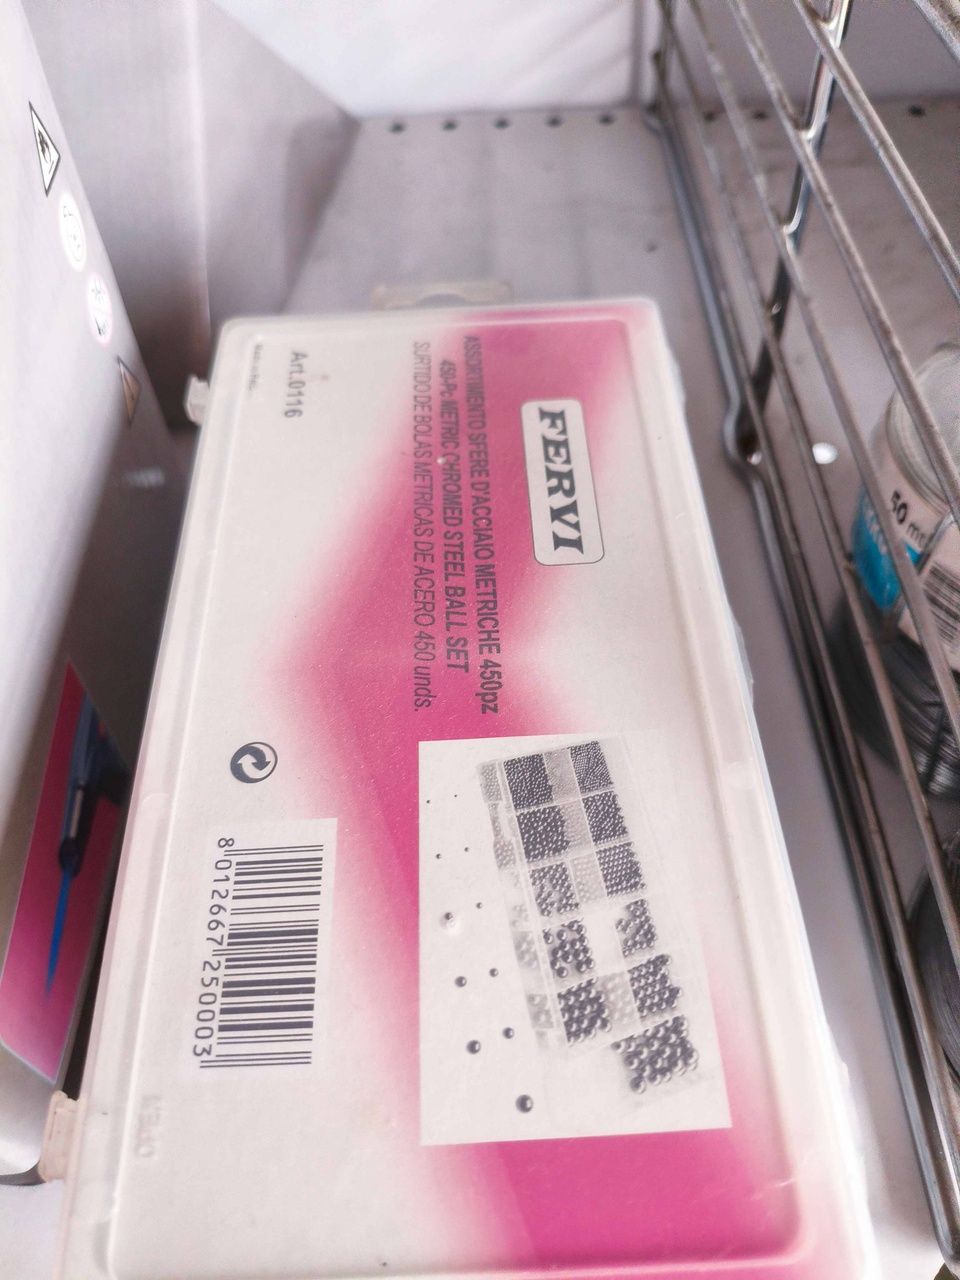 FERVI
ASSORTIMENTO SFERE D'ACCIAIO METRICHE 450pz
450-Pc METRIC CHROMED STEEL BALL SET
SURTIDO DE BOLAS METRICAS DE ACERO 450 unds.
Art.0116
8 012667 250003
50 m